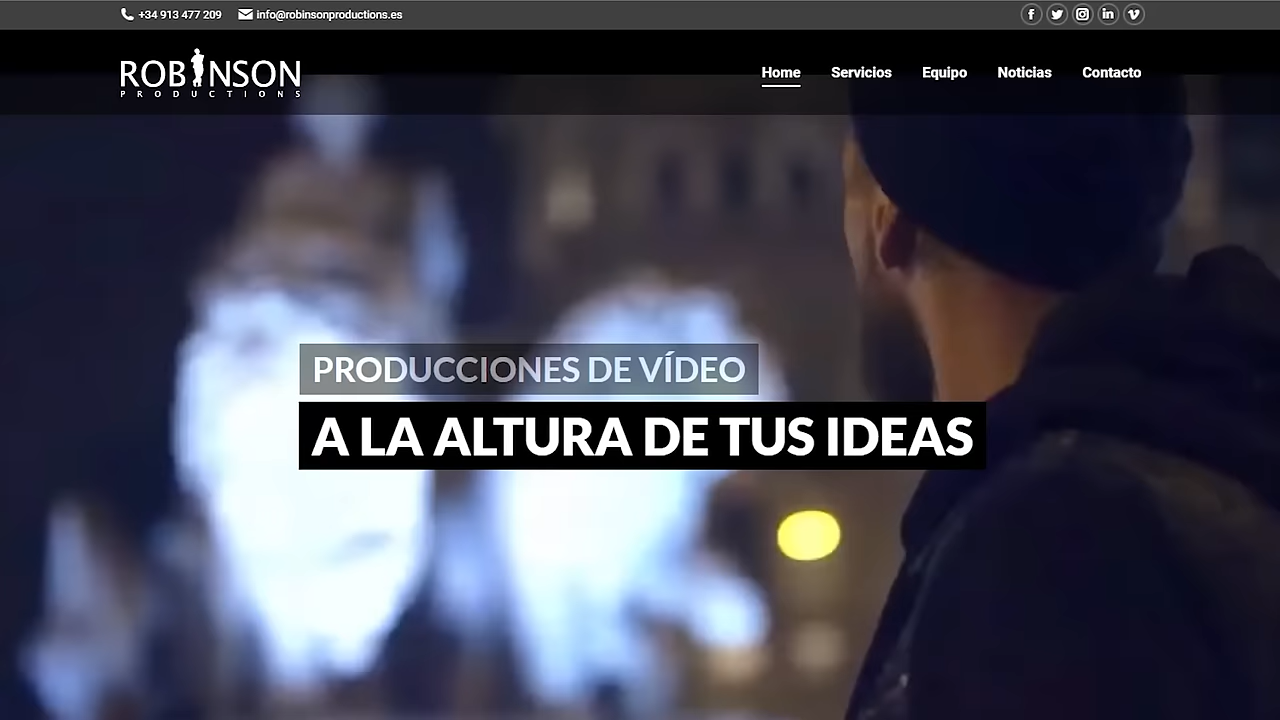 +34 913 477 209 info@robinsonproductions.es
ROBINSON
PRODUCTIONS
Home Servicios Equipo Noticias Contacto
PRODUCCIONES DE VÍDEO
A LA ALTURA DE TUS IDEAS